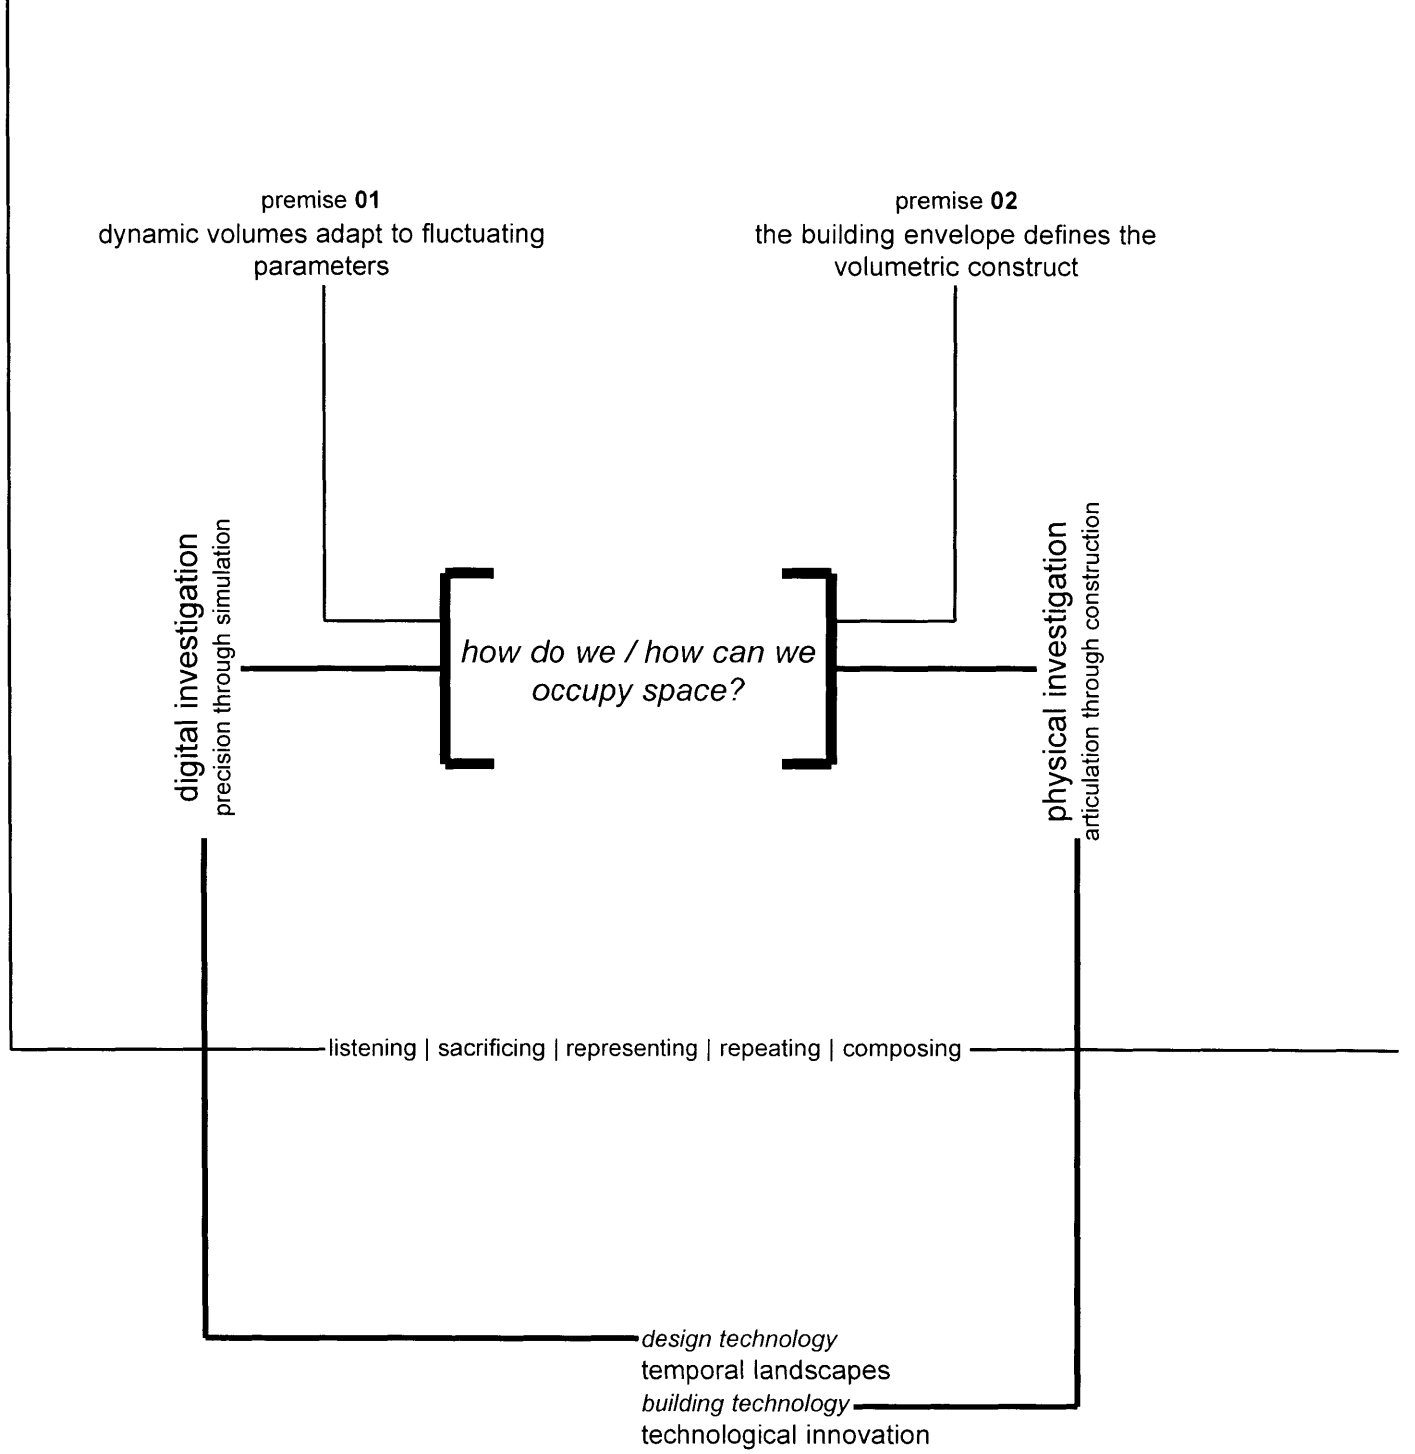 premise 01
dynamic volumes adapt to fluctuating
parameters
premise 02
the building envelope defines the
volumetric construct
digital investigation
precision through simulation
how do we / how can we
occupy space?
physical investigation
articulation through construction
listening | sacrificing | representing | repeating | composing
design technology
temporal landscapes
building technology
technological innovation